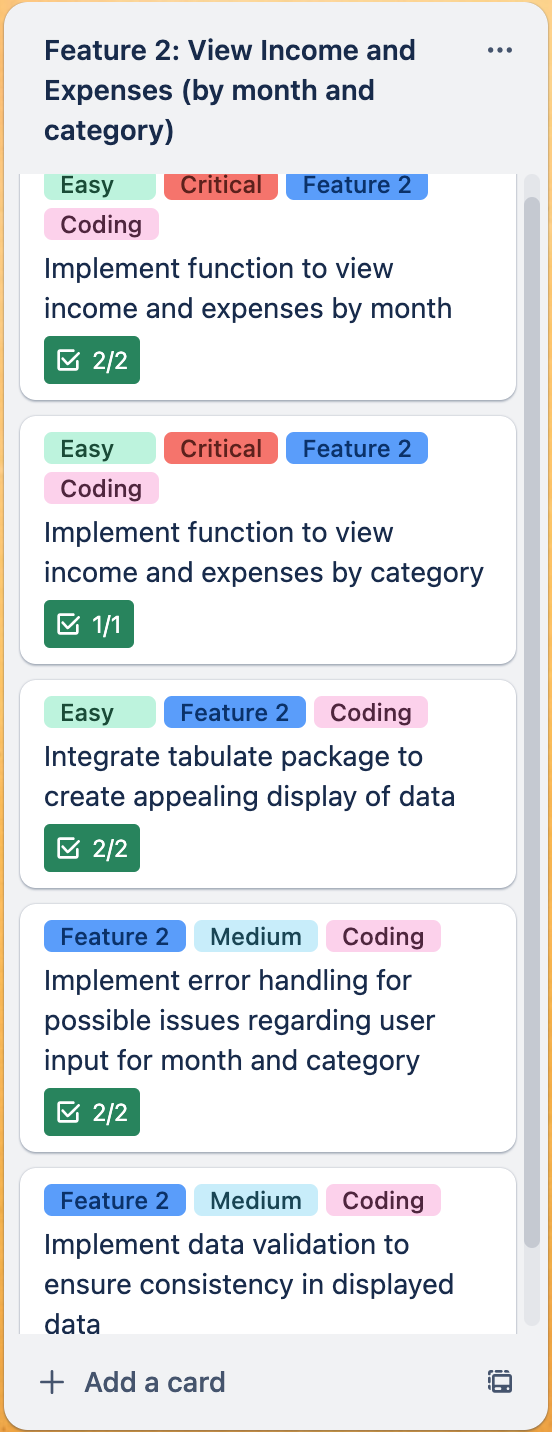 Feature 2: View Income and
Expenses (by month and
category)
Easy Critical Feature 2
Coding
Implement function to view
income and expenses by month
2/2
Easy Critical Feature 2
Coding
Implement function to view
income and expenses by category
1/1
Easy Feature 2 Coding
Integrate tabulate package to
create appealing display of data
2/2
Feature 2 Medium Coding
Implement error handling for
possible issues regarding user
input for month and category
2/2
Feature 2 Medium Coding
Implement data validation to
ensure consistency in displayed
data
Add a card